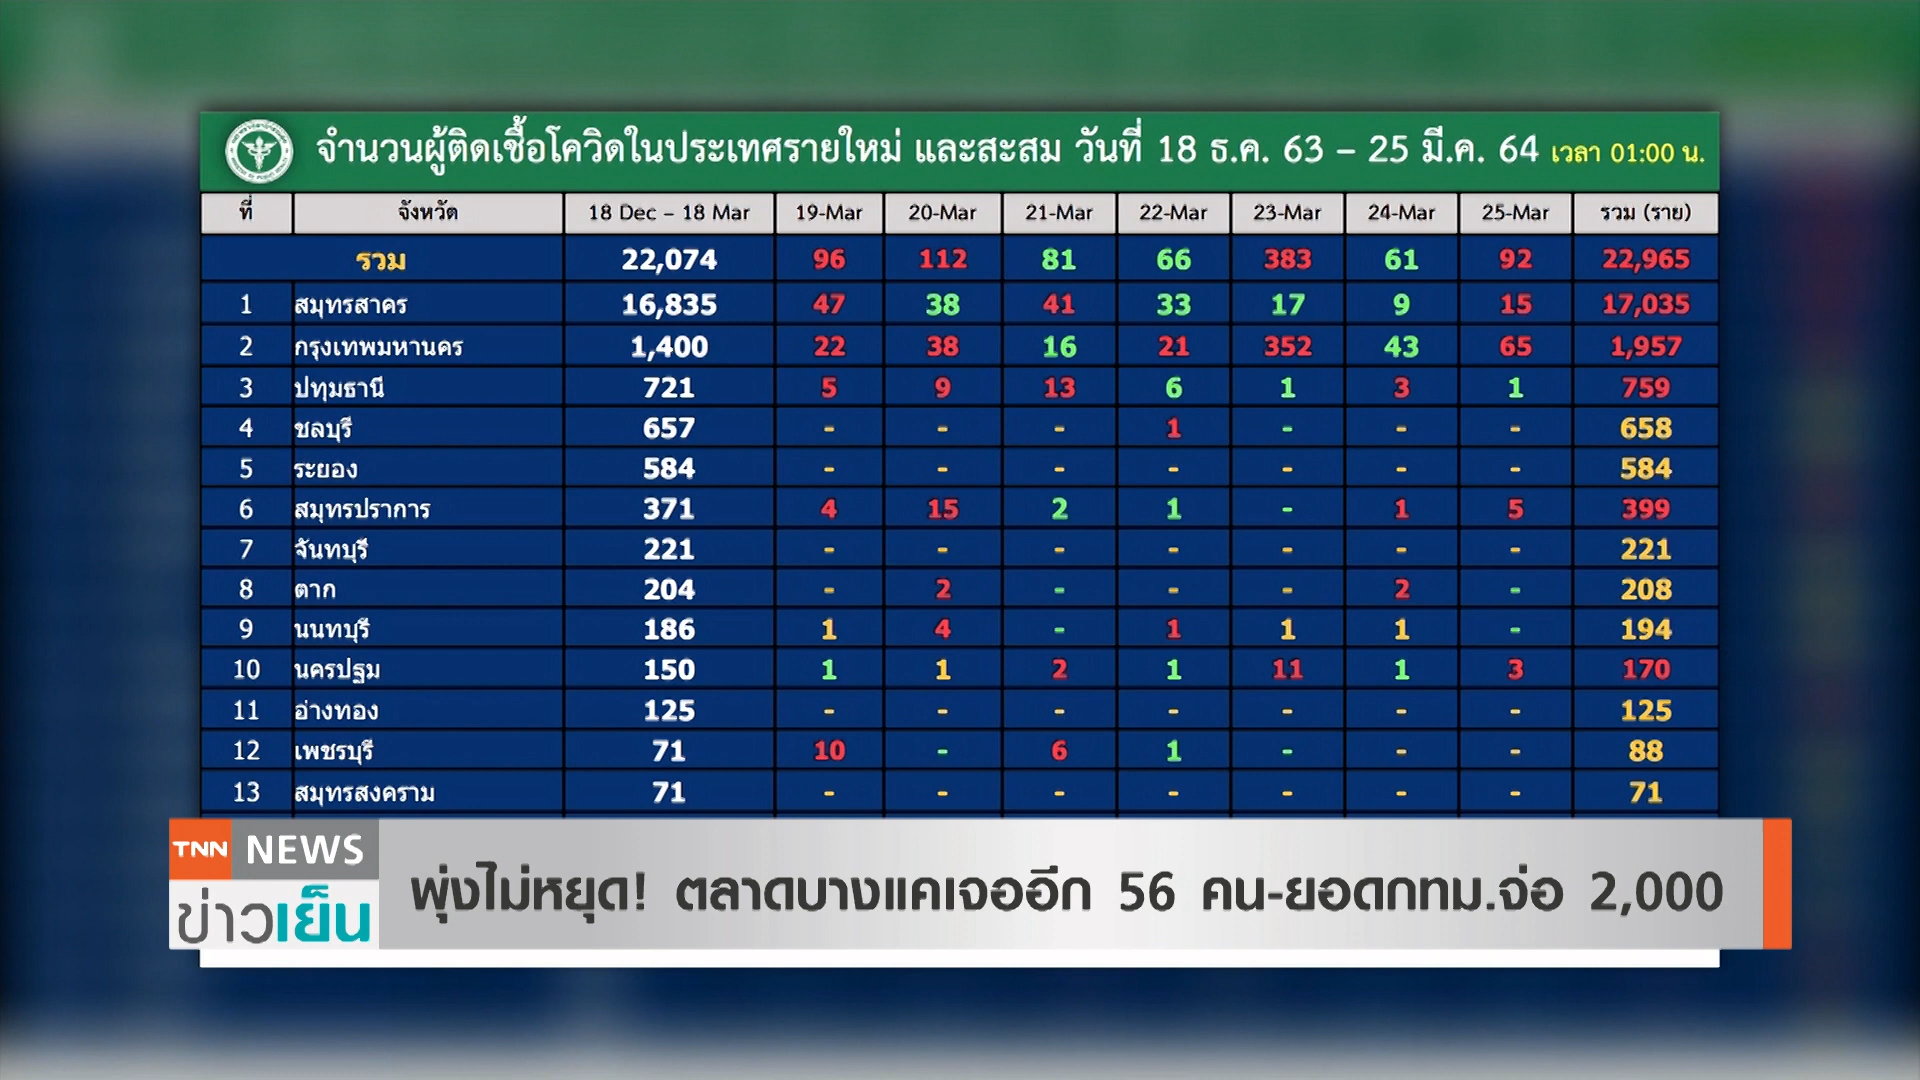 จำนวนผู้ติดเชื้อโควิดในประเทศรายใหม่ และสะสม วันที่ 18 ธ.ค. 63 – 25 มี.ค. 64 เวลา 01:00 น.
ที่ จังหวัด 18 Dec – 18 Mar 19-Mar 20-Mar 21-Mar 22-Mar 23-Mar 24-Mar 25-Mar รวม (ราย)
รวม 22,074 96 112 81 66 383 61 92 22,965
1 สมุทรสาคร 16,835 47 38 41 33 17 9 15 17,035
2 กรุงเทพมหานคร 1,400 22 38 16 21 352 43 65 1,957
3 ปทุมธานี 721 5 9 13 6 1 3 1 759
4 ชลบุรี 657 - - - 1 - - - 658
5 ระยอง 584 - - - - - - - 584
6 สมุทรปราการ 371 4 15 2 1 - 1 5 399
7 จันทบุรี 221 - - - - - - - 221
8 ตาก 204 - 2 - - - 2 - 208
9 นนทบุรี 186 1 4 - 1 1 1 - 194
10 นครปฐม 150 1 1 2 1 11 1 3 170
11 อ่างทอง 125 - - - - - - - 125
12 เพชรบุรี 71 10 - 6 1 - - - 88
13 สมุทรสงคราม 71 - - - - - - - 71
TNN NEWS
ข่าวเย็น
พุ่งไม่หยุด! ตลาดบางแคเจออีก 56 คน-ยอดกทม.จ่อ 2,000